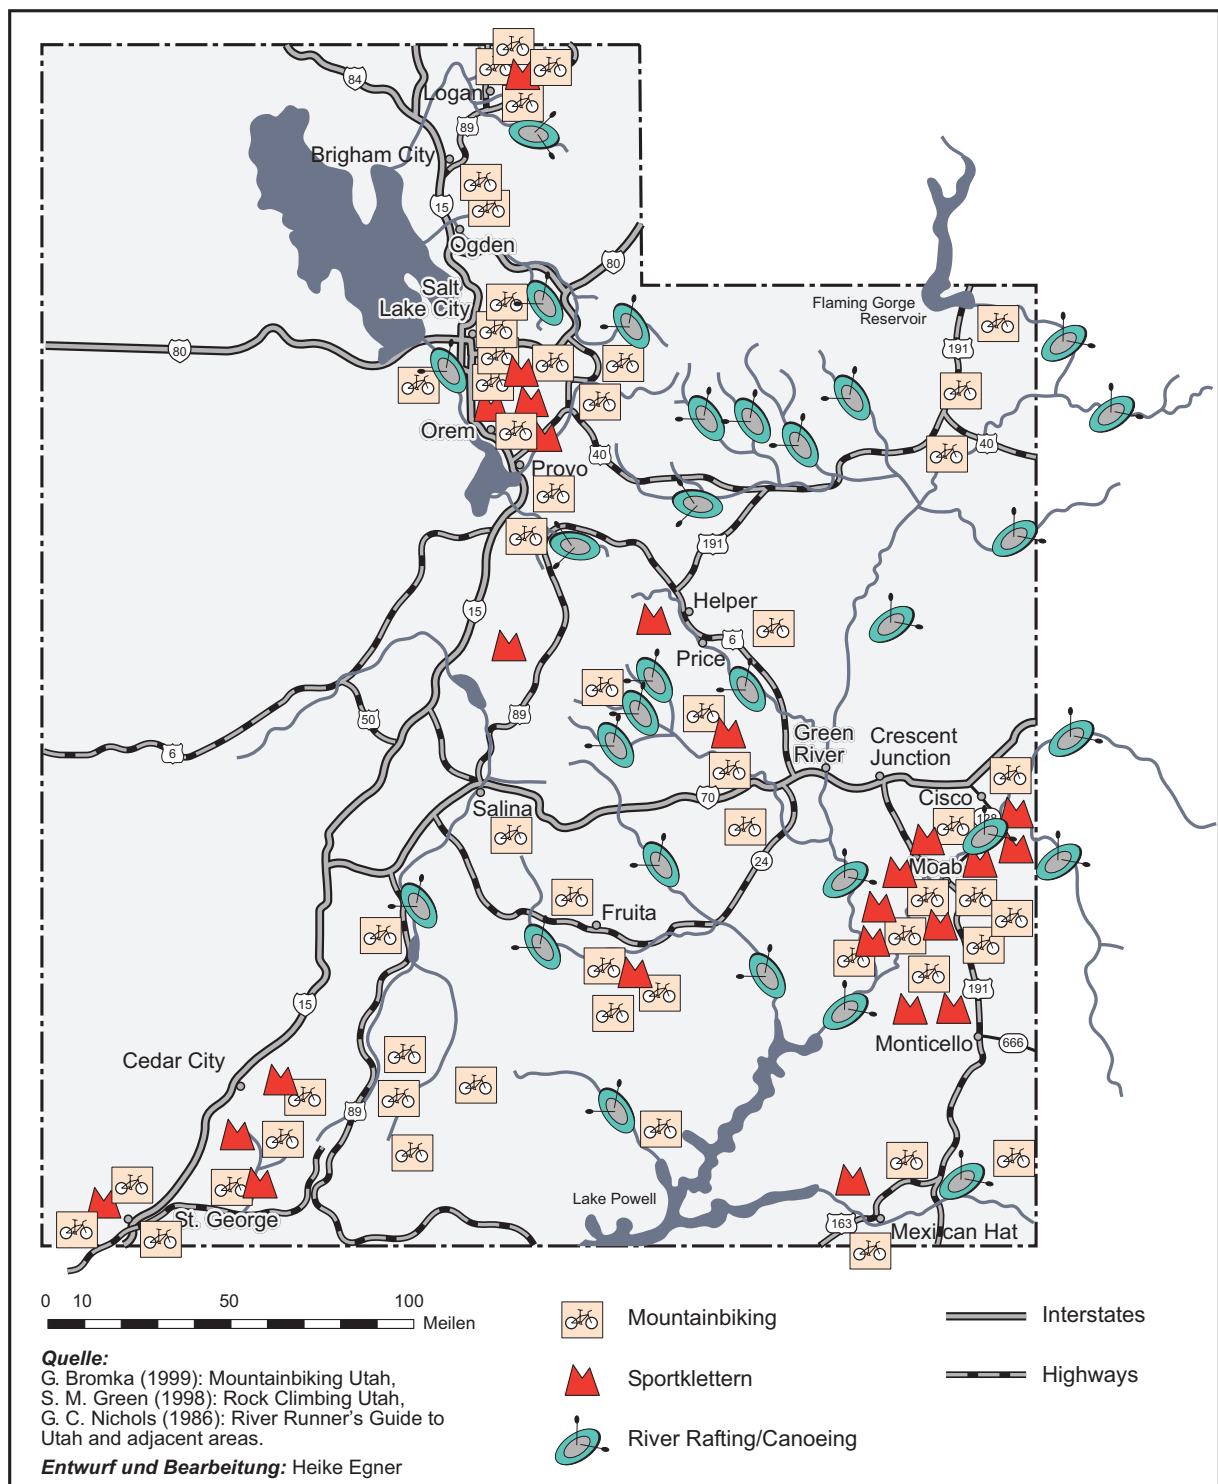 84
Logan
89
Brigham City
15
Ogden
80
Salt
Lake City
Flaming Gorge
Reservoir
191
80
Orem
40
40
Provo
191
15
Helper
6
Price
89
50
6
Green
River
Crescent
Junction
70
Cisco
128
Salina
24
Moab
Fruita
191
15
Monticello
666
Cedar City
89
Lake Powell
St. George
163
Mexican Hat
0 10 50 100
Meilen
Mountainbiking
Interstates
Quelle:
G. Bromka (1999): Mountainbiking Utah,
S. M. Green (1998): Rock Climbing Utah,
G. C. Nichols (1986): River Runner's Guide to
Utah and adjacent areas.
Sportklettern
Highways
River Rafting/Canoeing
Entwurf und Bearbeitung: Heike Egner